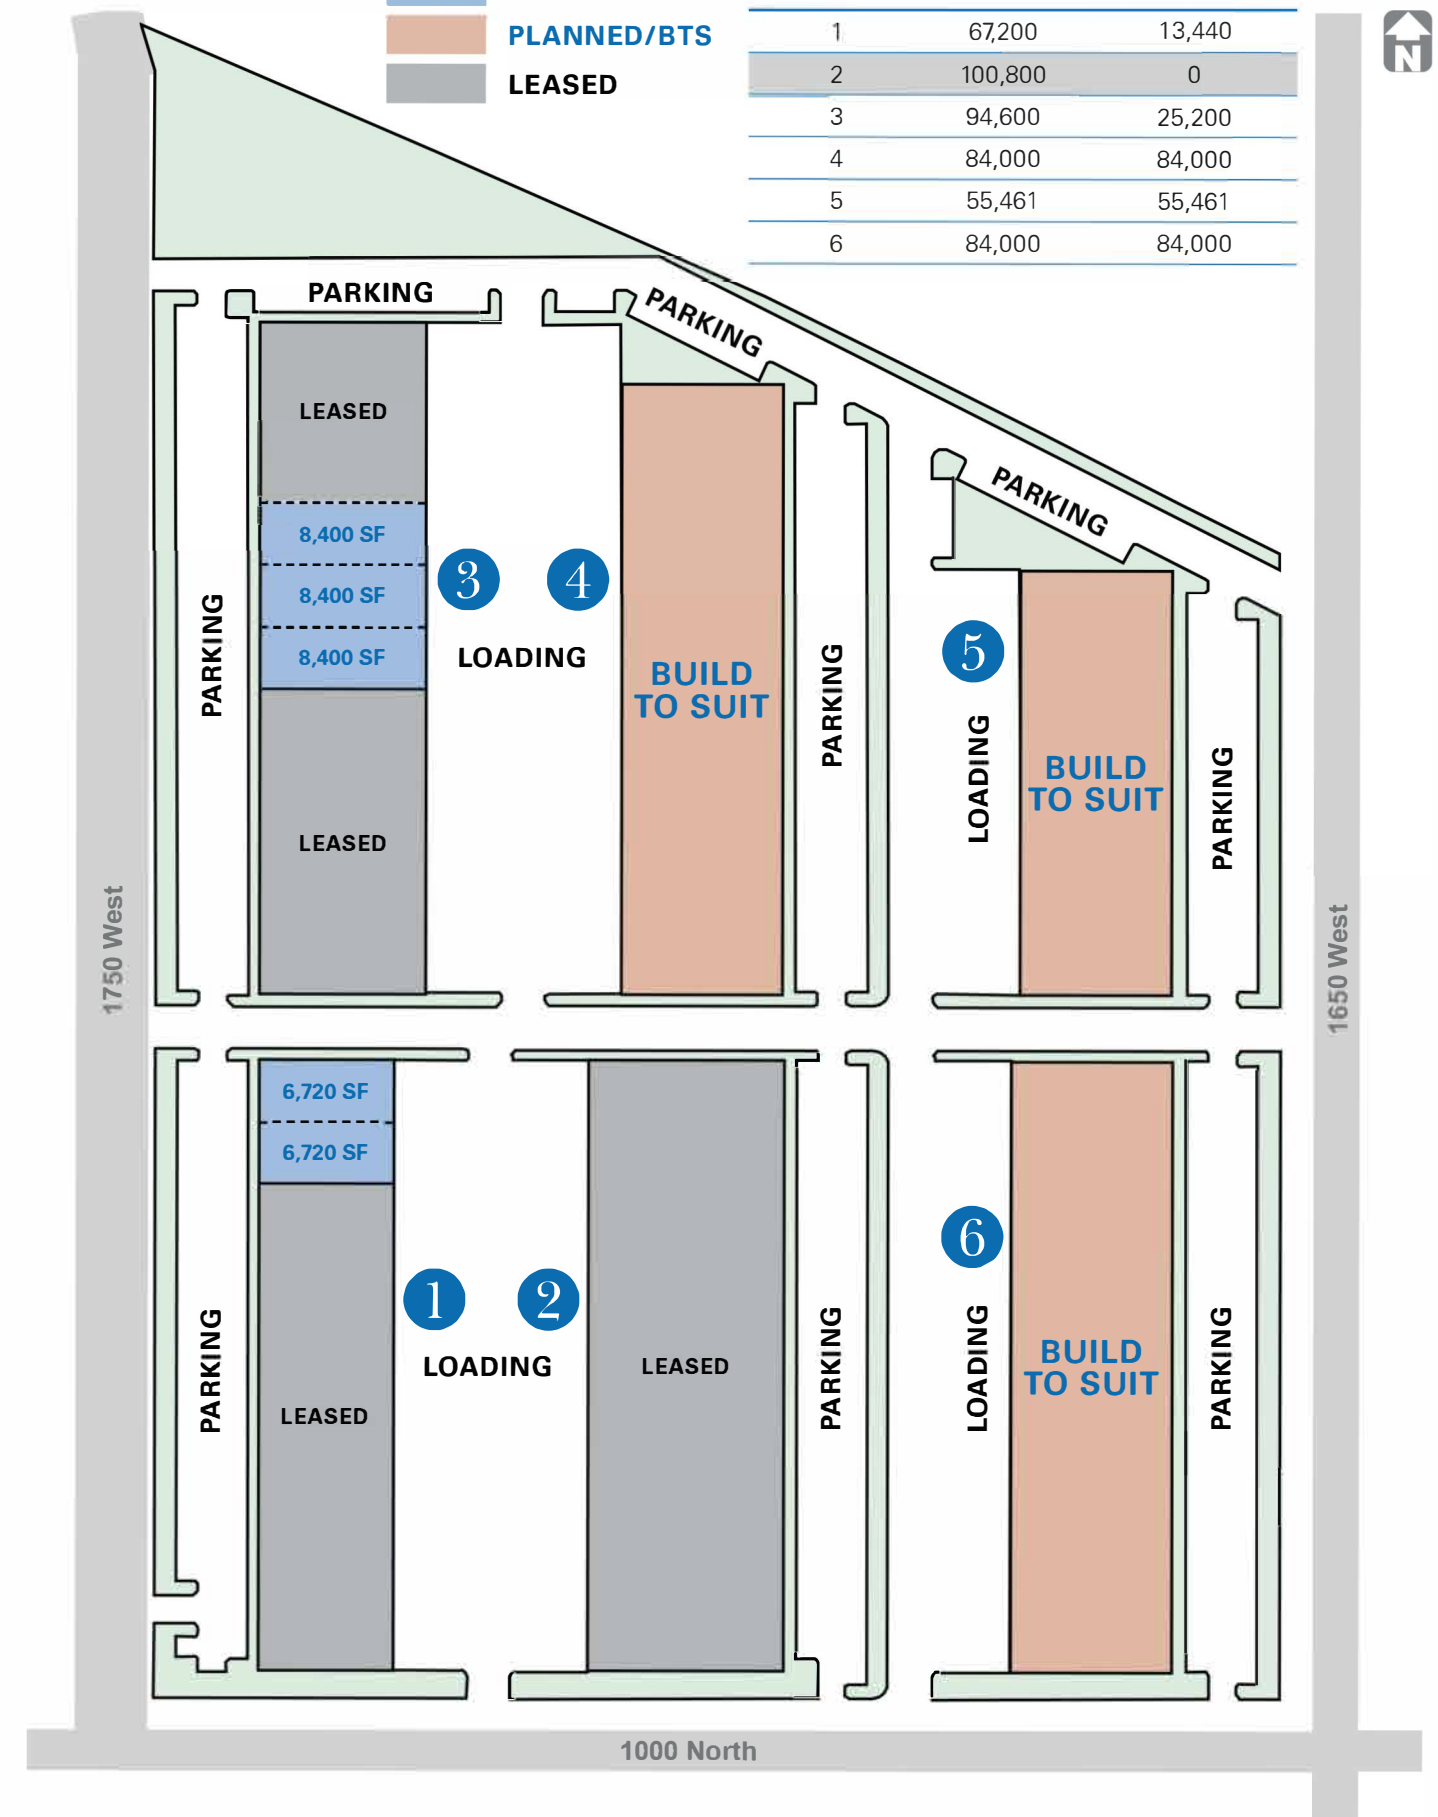 PLANNED/BTS
LEASED
1 67,200 13,440
2 100,800 0
3 94,600 25,200
4 84,000 84,000
5 55,461 55,461
6 84,000 84,000
N
PARKING
PARKING
LEASED
8,400 SF
8,400 SF
8,400 SF
3
4
LOADING
PARKING
BUILD
TO SUIT
PARKING
LEASED
PARKING
5
LOADING
BUILD
TO SUIT
PARKING
1750 West
1650 West
6,720 SF
6,720 SF
1
2
LOADING
PARKING
LEASED
LEASED
PARKING
6
LOADING
BUILD
TO SUIT
PARKING
1000 North